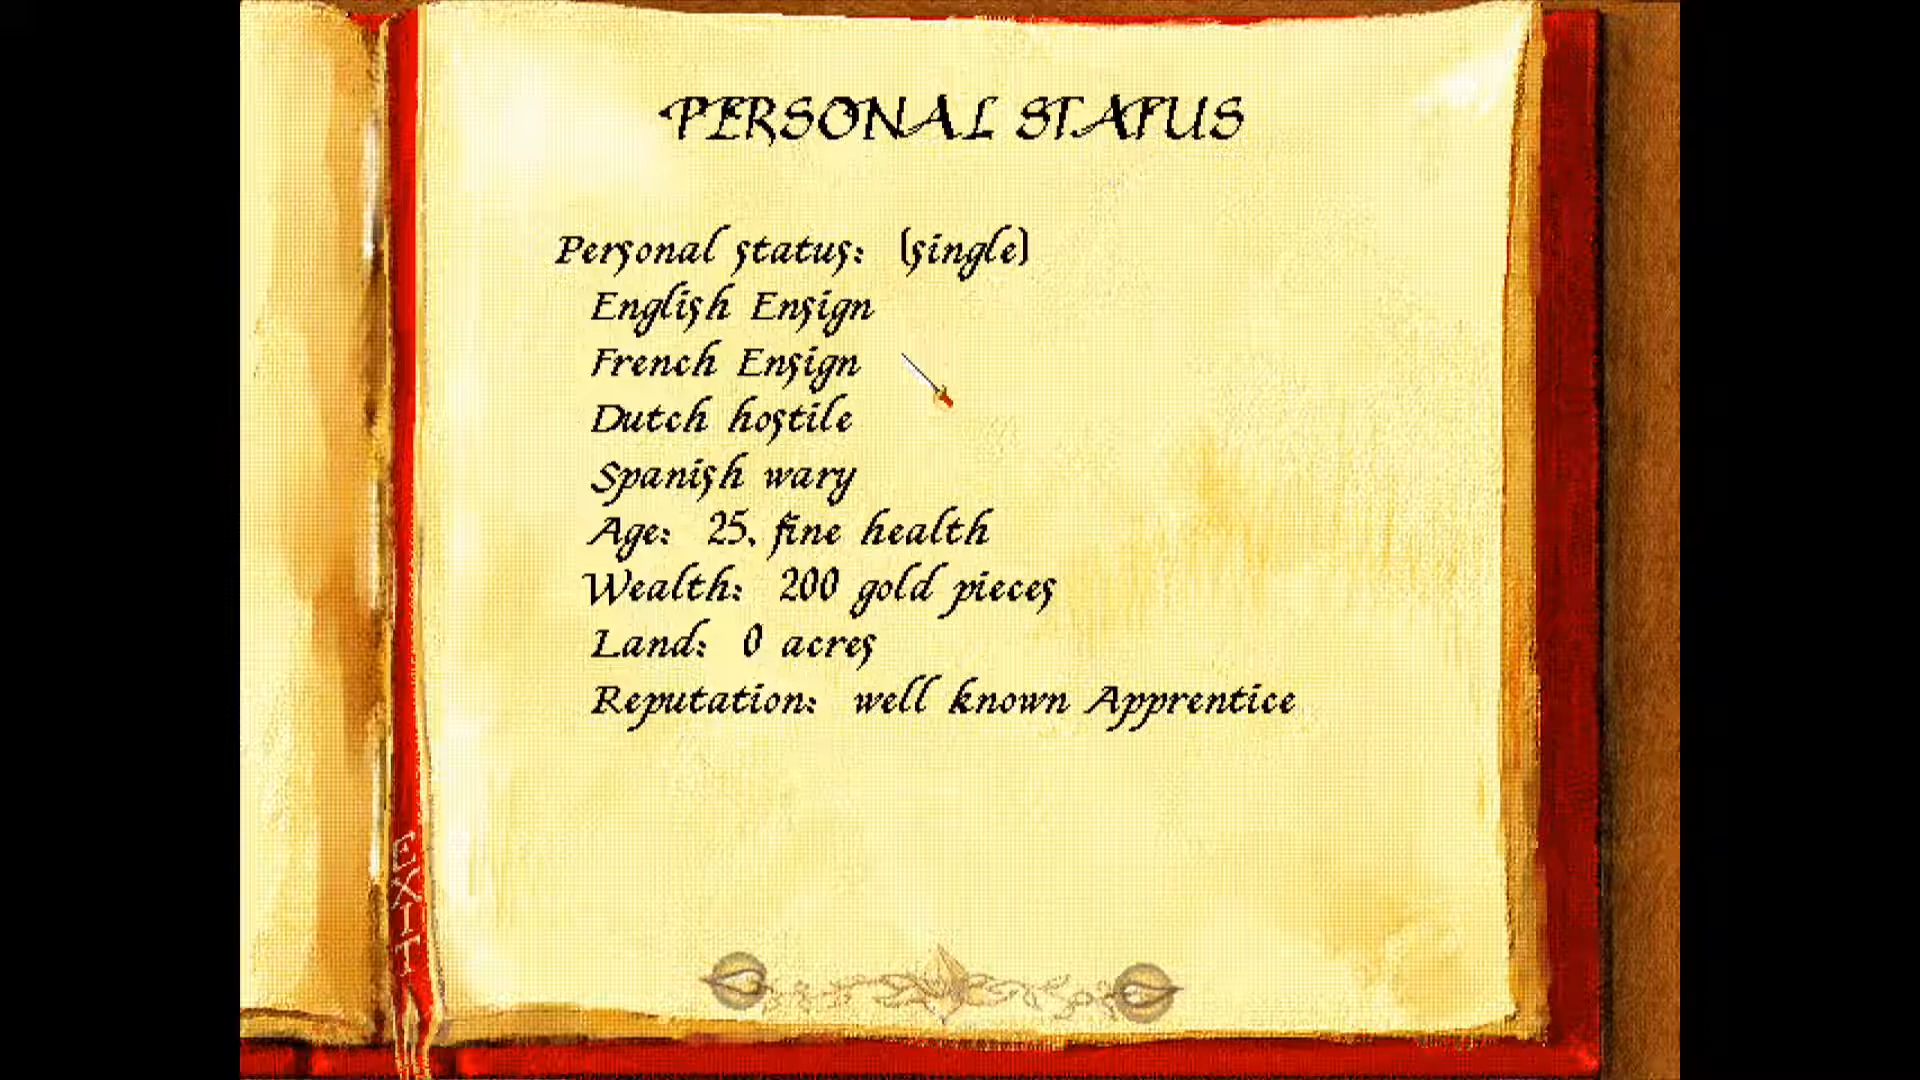 PERSONAL STATUS
Personal status: (single)
English Ensign
French Ensign
Dutch hostile
Spanish wary
Age: 25, fine health
Wealth: 200 gold pieces
Land: 0 acres
Reputation: well known Apprentice
EXIT